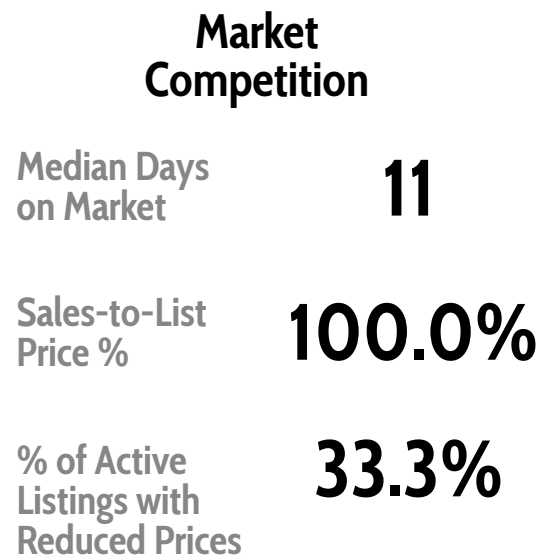 Market
Competition
Median Days
on Market
11
Sales-to-List
Price %
100.0%
% of Active
Listings with
Reduced Prices
33.3%